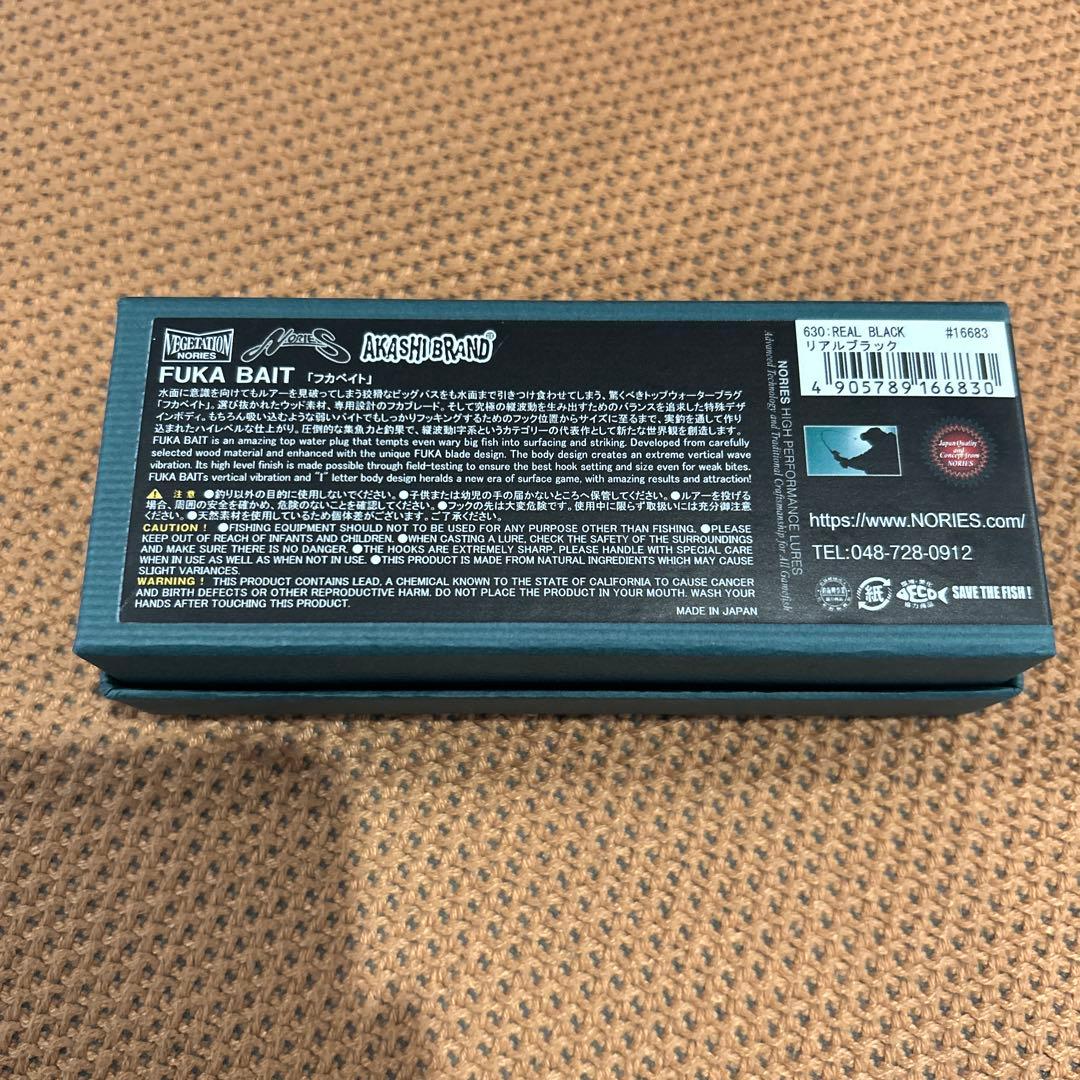 VEGETATION
NORIES
NORIES
AKASHI BRAND
FUKA BAIT「フカベイト」
水面に意識を向けてもルアーを見破ってしまう狡猾なビッグバスをも水面まで引きつけ食わせてしまう、驚くべきトップウォータープラグ
「フカベイト」。選び抜かれたウッド素材、専用設計のフカブレード。そして究極の縦波動を生み出すためのバランスを追求した特殊デザ
インボディ。もちろん吸い込むような弱いバイトでもしっかりフッキングするためのフック位置からサイズに至るまで、実釣を通して作り
込まれたハイレベルな仕上がり。圧倒的な集魚力と釣果で、縦波動I字系というカテゴリーの代表作として新たな世界観を創造します。
FUKA BAIT is an amazing top water plug that tempts even wary big fish into surfacing and striking. Developed from carefully
selected wood material and enhanced with the unique FUKA blade design. The body design creates an extreme vertical wave
vibration. Its high level finish is made possible through field-testing to ensure the best hook setting and size even for weak bites.
FUKA BAITs vertical vibration and "I" letter body design heralds a new era of surface game, with amazing results and attraction!
注意 ●釣り以外の目的に使用しないでください。●子供または幼児の手の届かないところへ保管してください。●ルアーを投げる
場合、周囲の安全を確かめ、危険のないことを確認してください。●フックの先は大変危険です。使用中に限らず取扱いには充分御注意
ください。●天然素材を使用しているため個体差がございます。ご了承ください。
CAUTION! ●FISHING EQUIPMENT SHOULD NOT TO BE USED FOR ANY PURPOSE OTHER THAN FISHING. ●PLEASE
KEEP OUT OF REACH OF INFANTS AND CHILDREN. ●WHEN CASTING A LURE, CHECK THE SAFETY OF THE SURROUNDINGS
AND MAKE SURE THERE IS NO DANGER. ●THE HOOKS ARE EXTREMELY SHARP. PLEASE HANDLE WITH SPECIAL CARE
WHEN IN USE AS WELL AS WHEN NOT IN USE. ●THIS PRODUCT IS MADE FROM NATURAL INGREDIENTS WHICH MAY CAUSE
SLIGHT VARIANCES.
WARNING! THIS PRODUCT CONTAINS LEAD, A CHEMICAL KNOWN TO THE STATE OF CALIFORNIA TO CAUSE CANCER
AND BIRTH DEFECTS OR OTHER REPRODUCTIVE HARM. DO NOT PLACE THE PRODUCT IN YOUR MOUTH. WASH YOUR
HANDS AFTER TOUCHING THIS PRODUCT.
MADE IN JAPAN
NORIES HIGH PERFORMANCE LURES
Advanced Technology and Traditional Craftsmanship for All Gamefish
630:REAL BLACK #16683
リアルブラック
4 905789 166830
Japan Quality
and
Concept from
NORIES
https://www.NORIES.com/
TEL:048-728-0912
紙
ECO
協力商品
SAVE THE FISH!